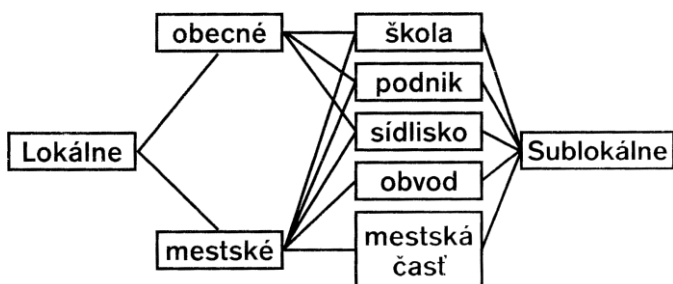 obecné
škola
podnik
sídlisko
Lokálne
Sublokálne
obvod
mestské
mestská
časť